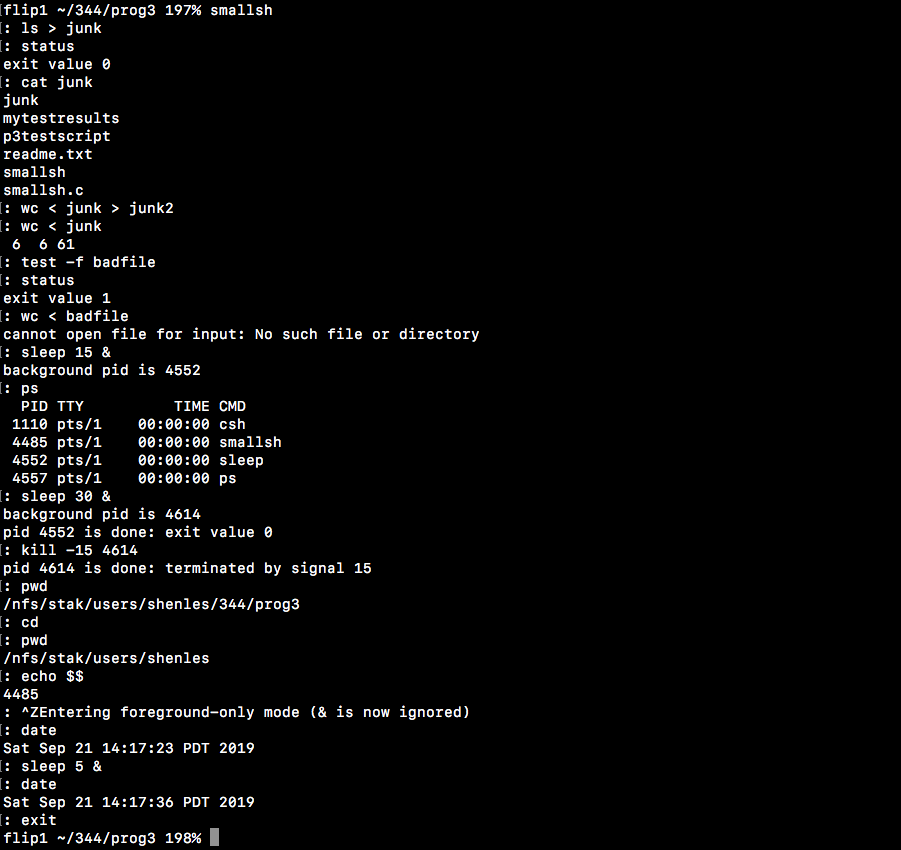 [flip1 ~/344/prog3 197% smallsh
[: ls > junk
[: status
exit value 0
[: cat junk
junk
mytestresults
p3testscript
readme.txt
smallsh
smallsh.c
[: wc < junk > junk2
[: wc < junk
 6  6 61
[: test -f badfile
[: status
exit value 1
[: wc < badfile
cannot open file for input: No such file or directory
[: sleep 15 &
background pid is 4552
[: ps
  PID TTY          TIME CMD
 1110 pts/1    00:00:00 csh
 4485 pts/1    00:00:00 smallsh
 4552 pts/1    00:00:00 sleep
 4557 pts/1    00:00:00 ps
[: sleep 30 &
background pid is 4614
pid 4552 is done: exit value 0
[: kill -15 4614
pid 4614 is done: terminated by signal 15
[: pwd
/nfs/stak/users/shenles/344/prog3
[: cd
[: pwd
/nfs/stak/users/shenles
[: echo $$
4485
: ^ZEntering foreground-only mode (& is now ignored)
[: date
Sat Sep 21 14:17:23 PDT 2019
[: sleep 5 &
[: date
Sat Sep 21 14:17:36 PDT 2019
[: exit
flip1 ~/344/prog3 198%